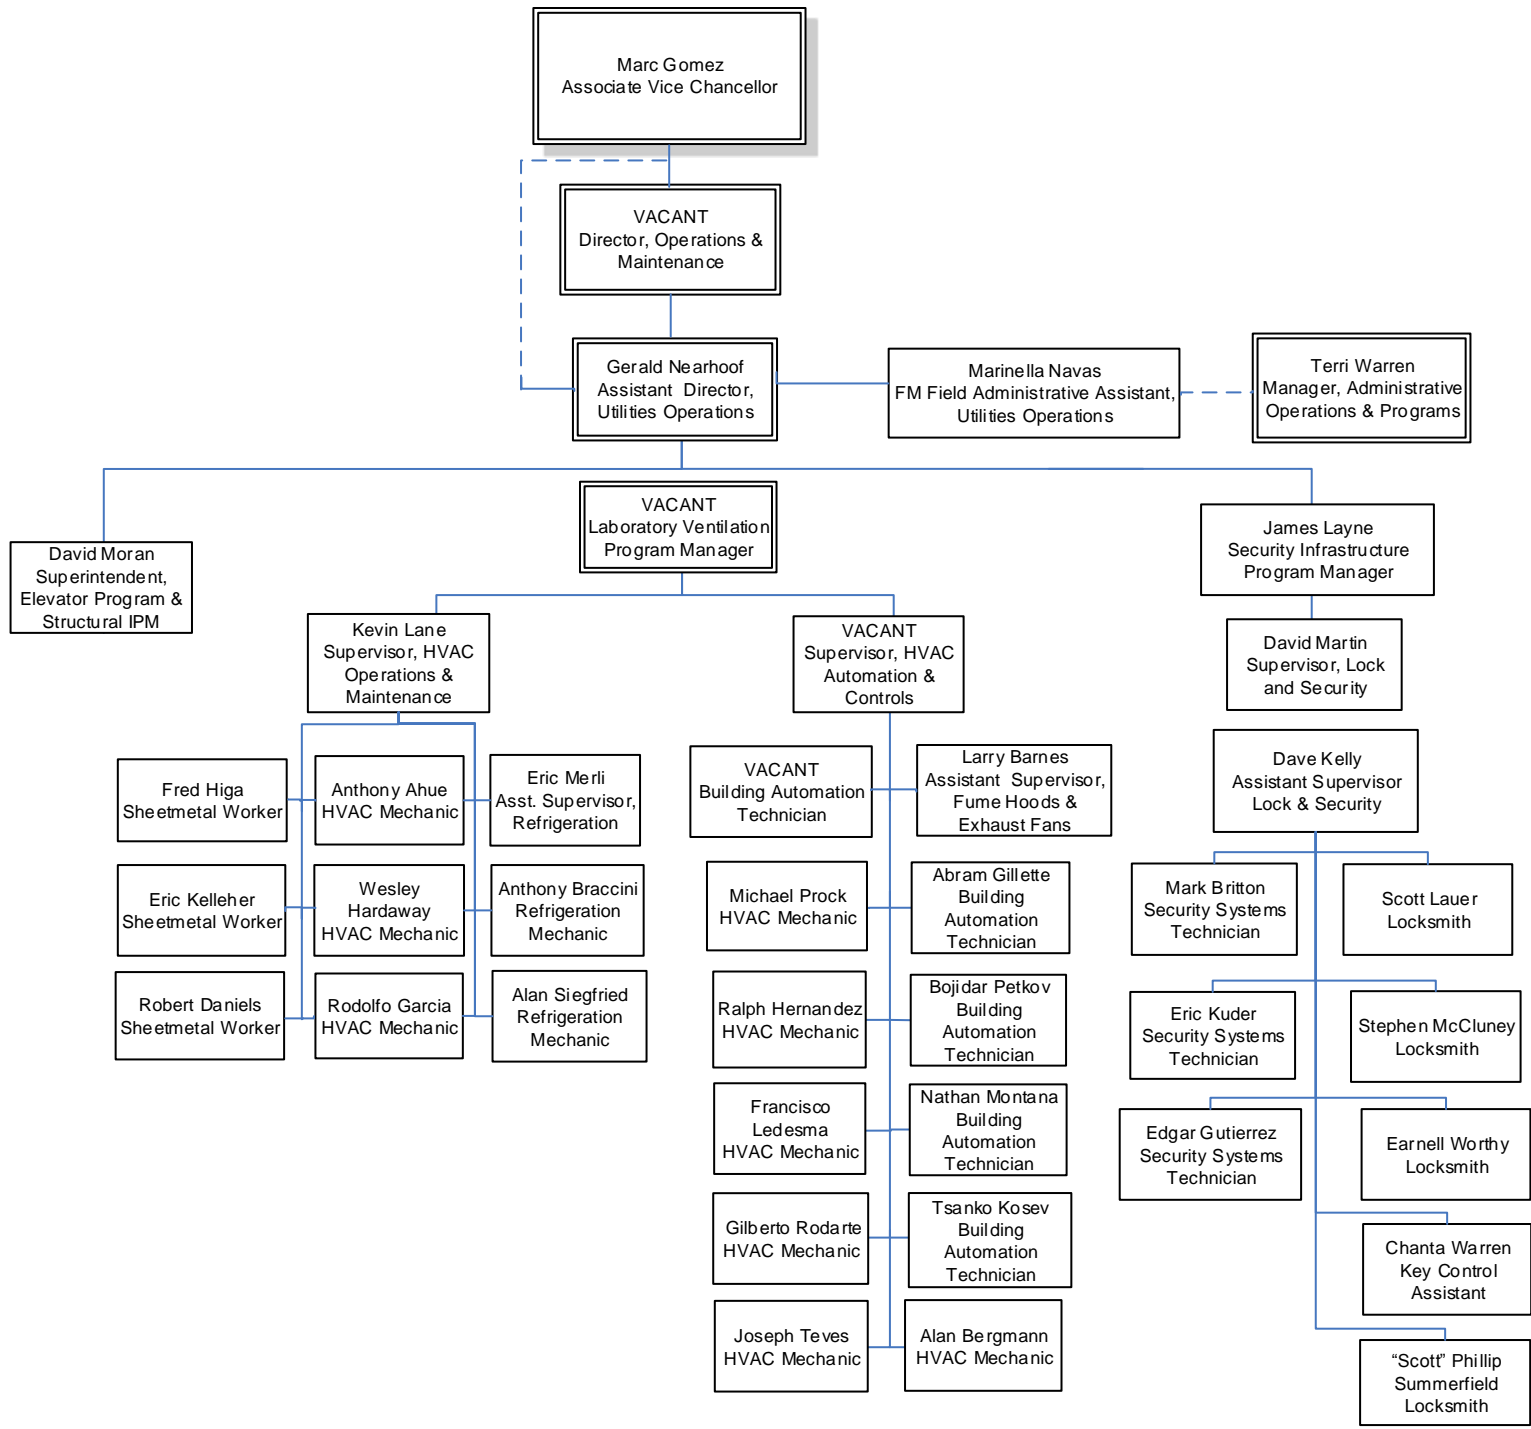 Marc Gomez
Associate Vice Chancellor
VACANT
Director, Operations &
Maintenance
Gerald Nearhoof
Assistant Director,
Utilities Operations
Marinella Navas
FM Field Administrative Assistant,
Utilities Operations
Terri Warren
Manager, Administrative
Operations & Programs
David Moran
Superintendent,
Elevator Program &
Structural IPM
VACANT
Laboratory Ventilation
Program Manager
James Layne
Security Infrastructure
Program Manager
Kevin Lane
Supervisor, HVAC
Operations &
Maintenance
VACANT
Supervisor, HVAC
Automation &
Controls
David Martin
Supervisor, Lock
and Security
Fred Higa
Sheetmetal Worker
Anthony Ahue
HVAC Mechanic
Eric Merli
Asst. Supervisor,
Refrigeration
Eric Kelleher
Sheetmetal Worker
Wesley
Hardaway
HVAC Mechanic
Anthony Braccini
Refrigeration
Mechanic
Robert Daniels
Sheetmetal Worker
Rodolfo Garcia
HVAC Mechanic
Alan Siegfried
Refrigeration
Mechanic
VACANT
Building Automation
Technician
Larry Barnes
Assistant Supervisor,
Fume Hoods &
Exhaust Fans
Michael Prock
HVAC Mechanic
Abram Gillette
Building
Automation
Technician
Ralph Hernandez
HVAC Mechanic
Bojidar Petkov
Building
Automation
Technician
Francisco
Ledesma
HVAC Mechanic
Nathan Montana
Building
Automation
Technician
Gilberto Rodarte
HVAC Mechanic
Tsanko Kosev
Building
Automation
Technician
Joseph Teves
HVAC Mechanic
Alan Bergmann
HVAC Mechanic
Dave Kelly
Assistant Supervisor
Lock & Security
Mark Britton
Security Systems
Technician
Scott Lauer
Locksmith
Eric Kuder
Security Systems
Technician
Stephen McCluney
Locksmith
Edgar Gutierrez
Security Systems
Technician
Earnell Worthy
Locksmith
Chanta Warren
Key Control
Assistant
“Scott” Phillip
Summerfield
Locksmith